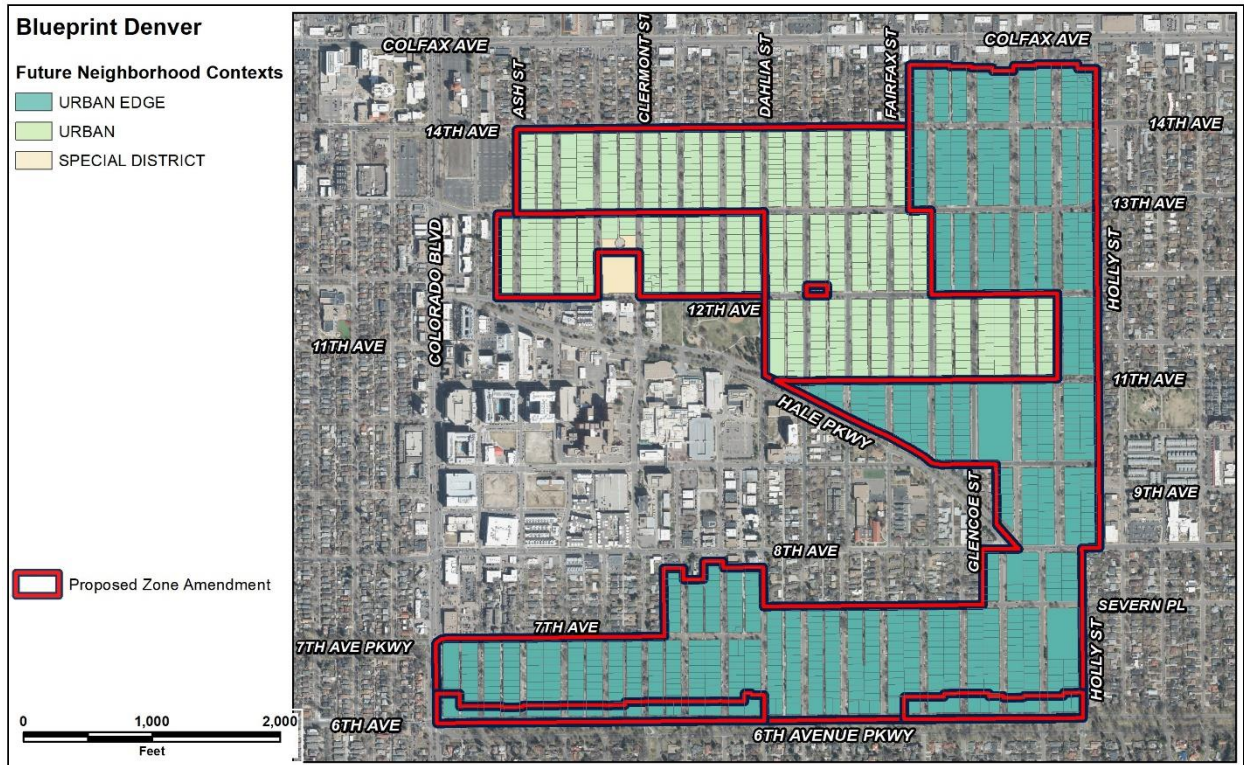 Blueprint Denver
Future Neighborhood Contexts
URBAN EDGE
URBAN
SPECIAL DISTRICT
Proposed Zone Amendment
0 1,000 2,000
Feet
COLFAX AVE
CLERMONT ST
COLFAX AVE
ASH ST
DAHLIA ST
FAIRFAX ST
14TH AVE
14TH AVE
13TH AVE
COLORADO BLVD
HOLLY ST
12TH AVE
11TH AVE
11TH AVE
HALE PKWY
GLENCOE ST
9TH AVE
8TH AVE
SEVERN PL
7TH AVE
7TH AVE PKWY
HOLLY ST
6TH AVE
6TH AVENUE PKWY